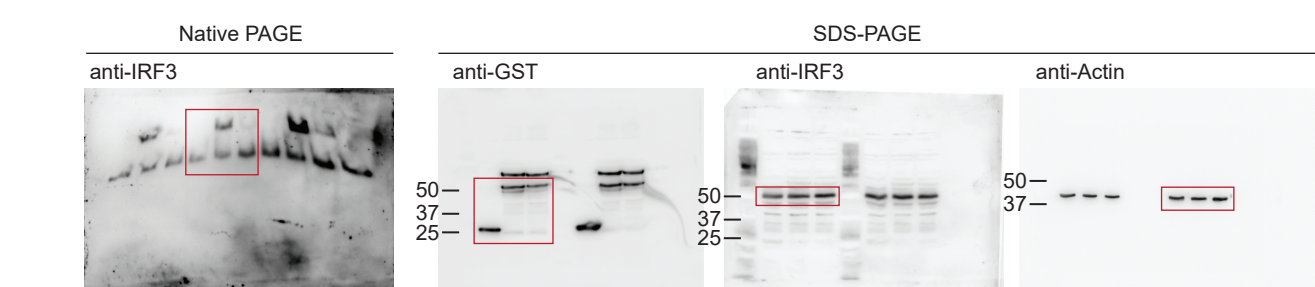 Native PAGE
SDS-PAGE
anti-IRF3
anti-GST
anti-IRF3
anti-Actin
50
37
25
50
37
25
50
37